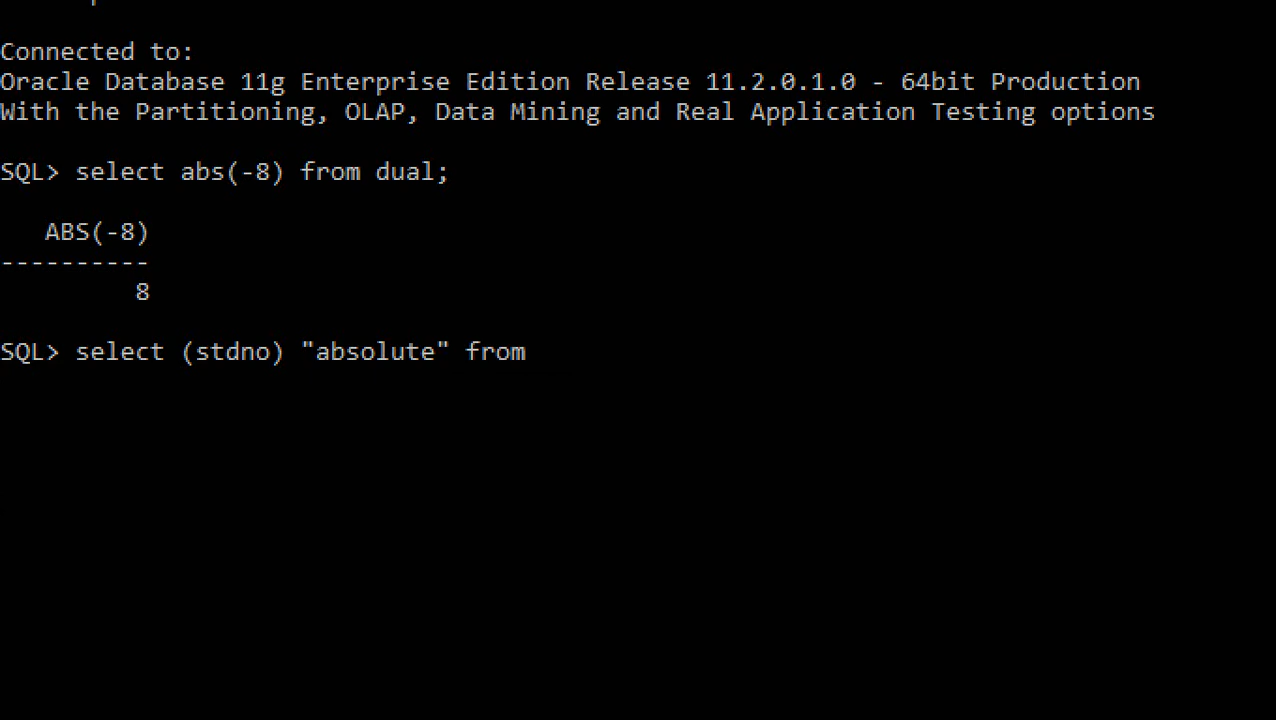 Connected to:
Oracle Database 11g Enterprise Edition Release 11.2.0.1.0 - 64bit Production
With the Partitioning, OLAP, Data Mining and Real Application Testing options
SQL> select abs(-8) from dual;
ABS(-8)
----------
8
SQL> select (stdno) "absolute" from